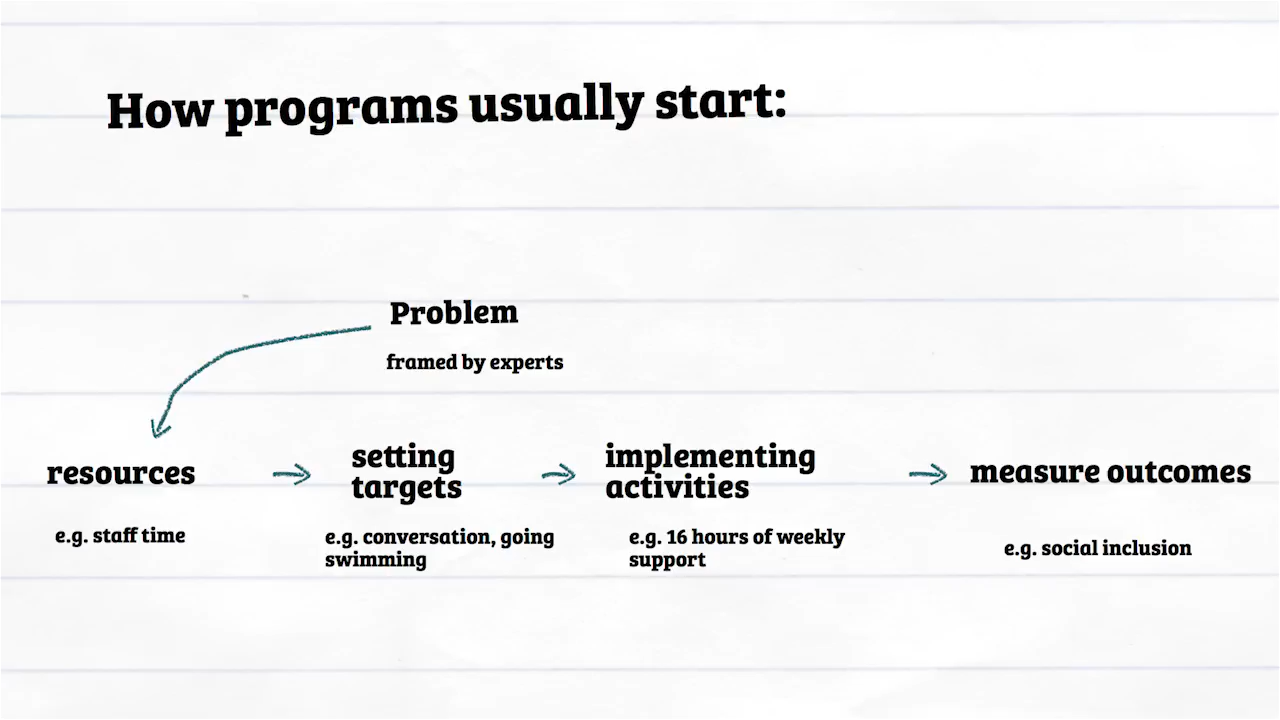 How programs usually start:
Problem
framed by experts
resources
e.g. staff time
setting
targets
e.g. conversation, going
swimming
implementing
activities
e.g. 16 hours of weekly
support
measure outcomes
e.g. social inclusion